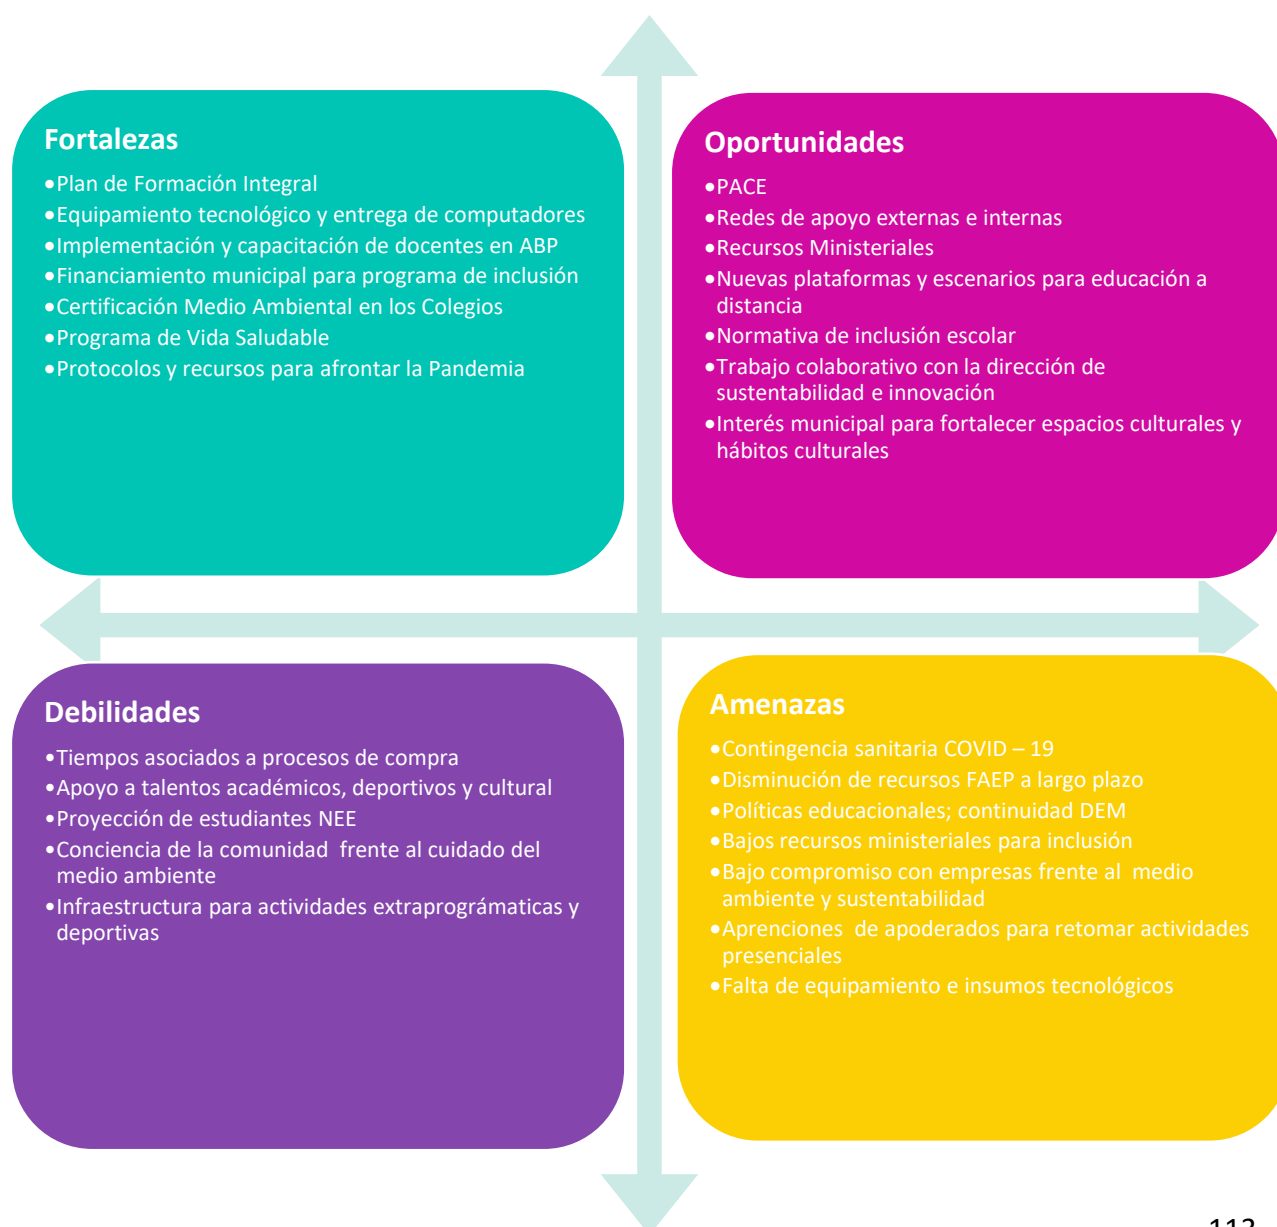 Fortalezas
•Plan de Formación Integral
•Equipamiento tecnológico y entrega de computadores
•Implementación y capacitación de docentes en ABP
•Financiamiento municipal para programa de inclusión
•Certificación Medio Ambiental en los Colegios
•Programa de Vida Saludable
•Protocolos y recursos para afrontar la Pandemia
Oportunidades
•PACE
•Redes de apoyo externas e internas
•Recursos Ministeriales
•Nuevas plataformas y escenarios para educación a
distancia
•Normativa de inclusión escolar
•Trabajo colaborativo con la dirección de
sustentabilidad e innovación
•Interés municipal para fortalecer espacios culturales y
hábitos culturales
Debilidades
•Tiempos asociados a procesos de compra
•Apoyo a talentos académicos, deportivos y cultural
•Proyección de estudiantes NEE
•Conciencia de la comunidad  frente al cuidado del
medio ambiente
•Infraestructura para actividades extraprográmaticas y
deportivas
Amenazas
•Contingencia sanitaria COVID – 19
•Disminución de recursos FAEP a largo plazo
•Políticas educacionales; continuidad DEM
•Bajos recursos ministeriales para inclusión
•Bajo compromiso con empresas frente al  medio
ambiente y sustentabilidad
•Aprenciones  de apoderados para retomar actividades
presenciales
•Falta de equipamiento e insumos tecnológicos